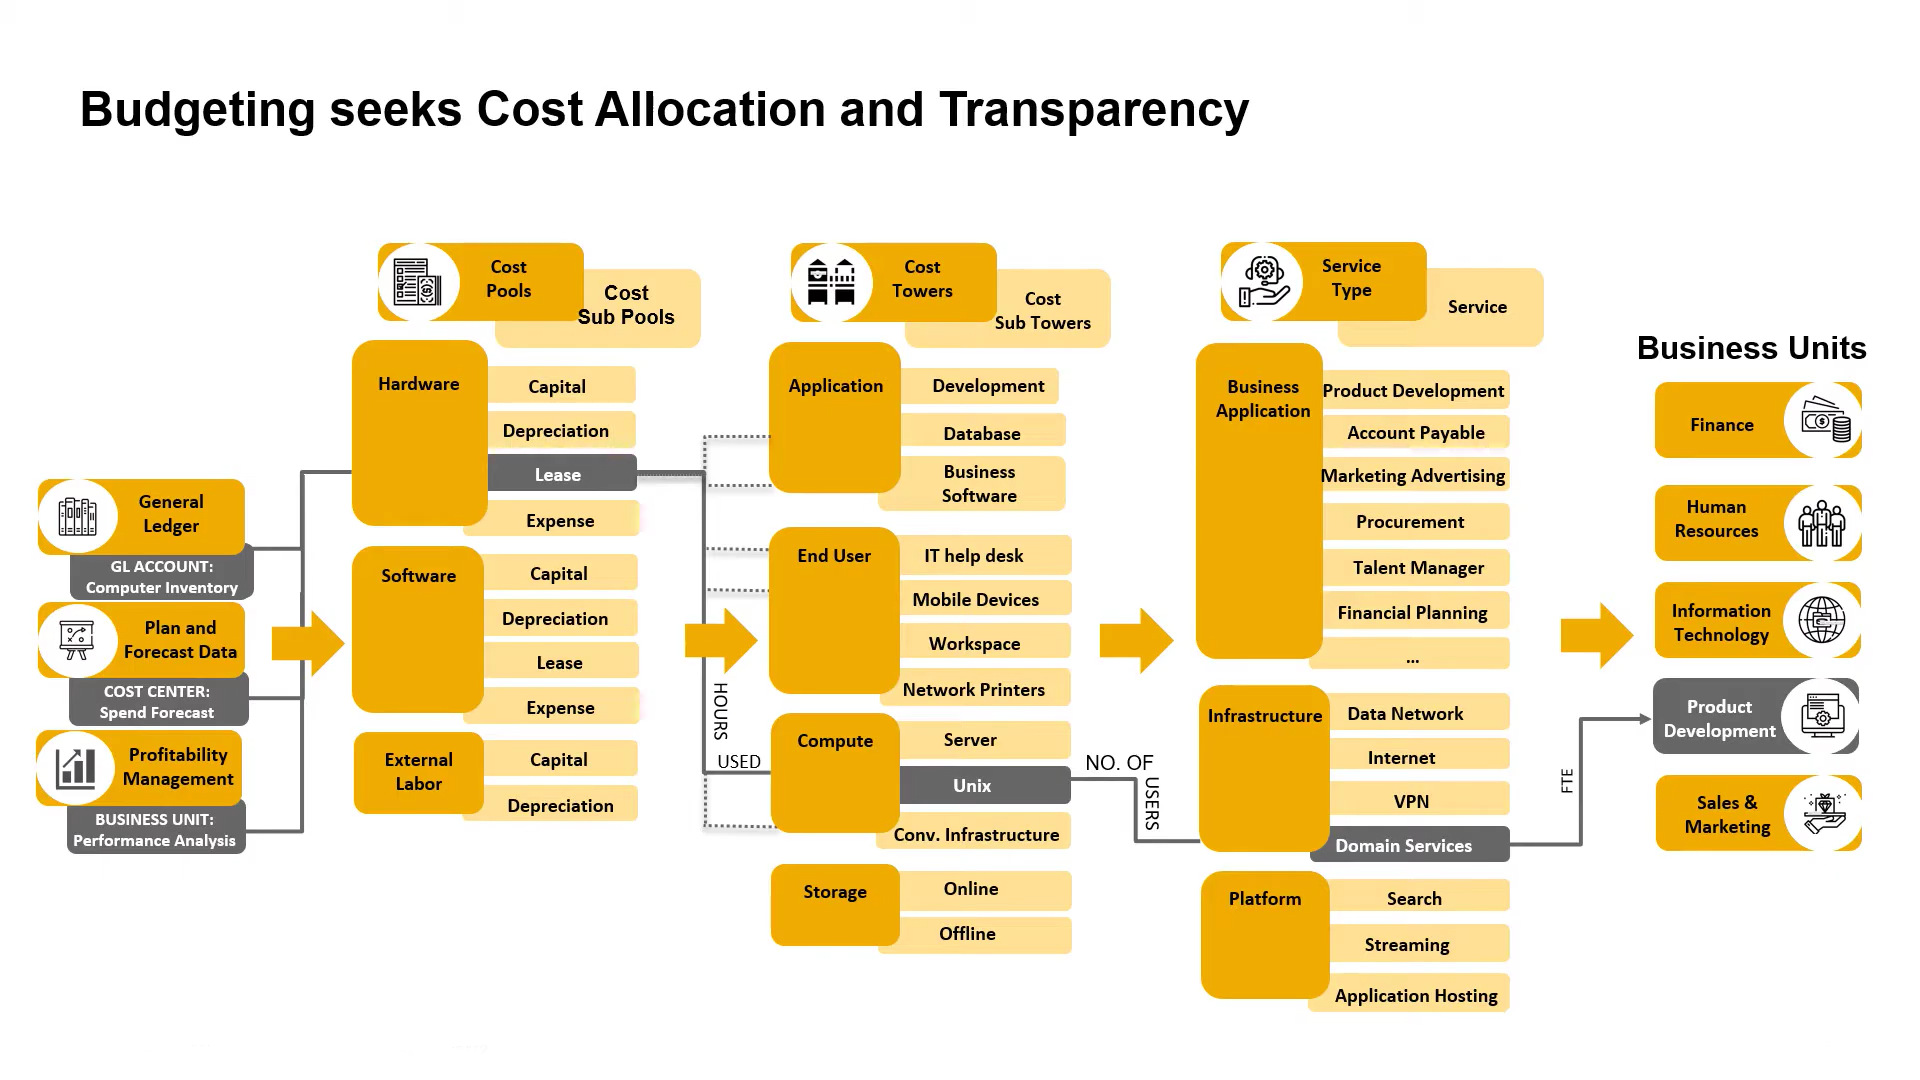 Budgeting seeks Cost Allocation and Transparency
General
Ledger
GL ACCOUNT:
Computer Inventory
Plan and
Forecast Data
COST CENTER:
Spend Forecast
Profitability
Management
BUSINESS UNIT:
Performance Analysis
Cost
Pools
Cost
Sub Pools
Hardware
Capital
Depreciation
Lease
Expense
Software
Capital
Depreciation
Lease
Expense
External
Labor
Capital
Depreciation
HOURS
USED
Cost
Towers
Cost
Sub Towers
Application
Development
Database
Business
Software
End User
IT help desk
Mobile Devices
Workspace
Network Printers
Compute
Server
Unix
Conv. Infrastructure
Storage
Online
Offline
NO. OF
USERS
Service
Type
Service
Business
Application
Product Development
Account Payable
Marketing Advertising
Procurement
Talent Manager
Financial Planning
...
Infrastructure
Data Network
Internet
VPN
Domain Services
Platform
Search
Streaming
Application Hosting
FTE
Business Units
Finance
Human
Resources
Information
Technology
Product
Development
Sales &
Marketing